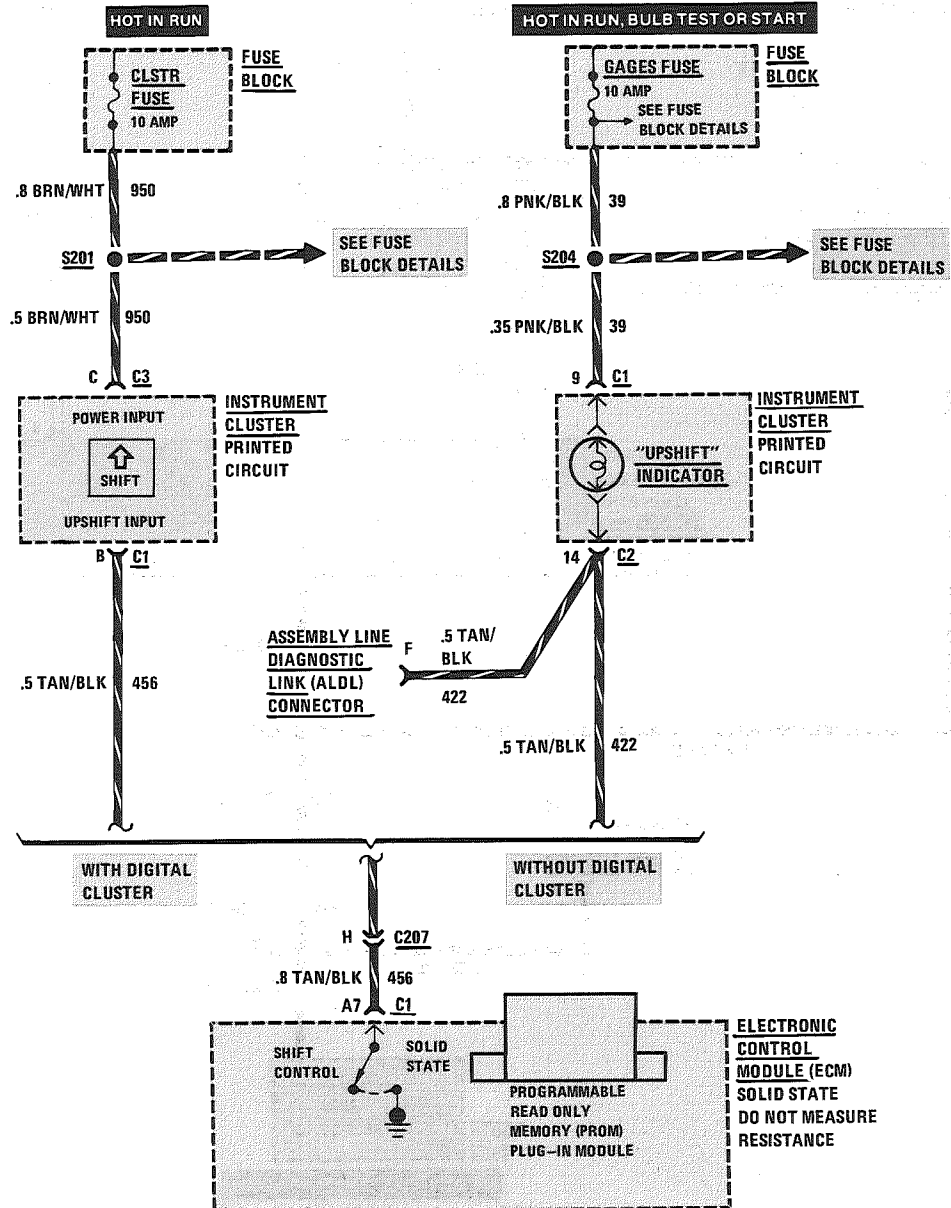 HOT IN RUN
HOT IN RUN, BULB TEST OR START
CLSTR
FUSE
10 AMP
FUSE
BLOCK
GAGES FUSE
10 AMP
SEE FUSE
BLOCK DETAILS
FUSE
BLOCK
.8 BRN/WHT 950
.8 PNK/BLK 39
S201
SEE FUSE
BLOCK DETAILS
S204
SEE FUSE
BLOCK DETAILS
.5 BRN/WHT 950
.35 PNK/BLK 39
C C3
9 C1
POWER INPUT
SHIFT
UPSHIFT INPUT
INSTRUMENT
CLUSTER
PRINTED
CIRCUIT
"UPSHIFT"
INDICATOR
INSTRUMENT
CLUSTER
PRINTED
CIRCUIT
B C1
14 C2
ASSEMBLY LINE
DIAGNOSTIC
LINK (ALDL)
CONNECTOR
F
.5 TAN/
BLK
422
.5 TAN/BLK 456
.5 TAN/BLK 422
WITH DIGITAL
CLUSTER
WITHOUT DIGITAL
CLUSTER
H C207
.8 TAN/BLK 456
A7 C1
SHIFT
CONTROL
SOLID
STATE
PROGRAMMABLE
READ ONLY
MEMORY (PROM)
PLUG-IN MODULE
ELECTRONIC
CONTROL
MODULE (ECM)
SOLID STATE
DO NOT MEASURE
RESISTANCE